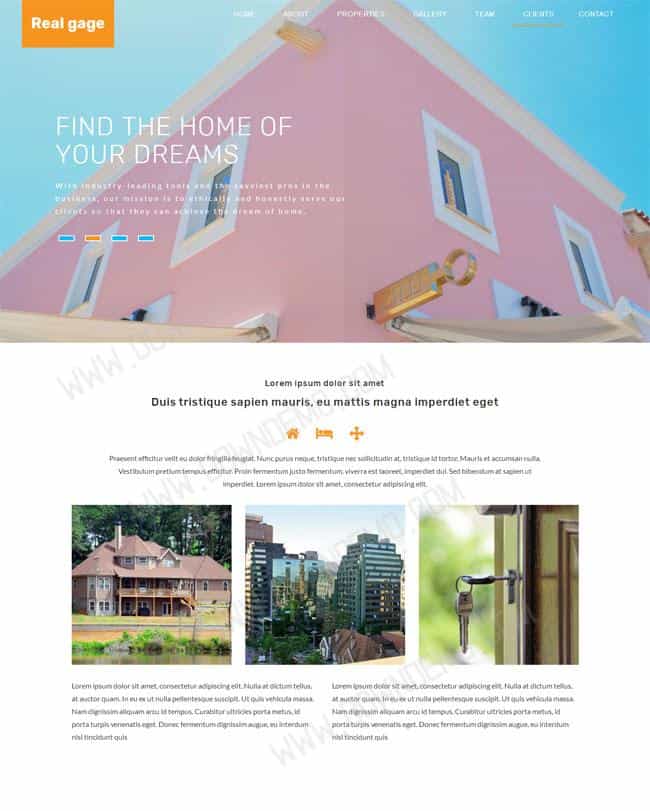 Real gage
HOME ABOUT PROPERTIES GALLERY TEAM CLIENTS CONTACT
FIND THE HOME OF
YOUR DREAMS
With industry-leading tools and the savviest pros in the
business, our mission is to ethically and honestly serve our
clients so that they can achieve the dream of home.
Lorem ipsum dolor sit amet
Duis tristique sapien mauris, eu mattis magna imperdiet eget
Praesent efficitur velit eu dolor fringilla feugiat. Nunc purus neque, tristique nec sollicitudin at, tristique id tortor. Mauris et accumsan nulla.
Vestibulum pretium tempus efficitur. Proin fermentum justo fermentum, viverra est laoreet, imperdiet dui. Sed bibendum at sapien ut
imperdiet. Lorem ipsum dolor sit amet, consectetur adipiscing elit.
Lorem ipsum dolor sit amet, consectetur adipiscing elit. Nulla at dictum tellus,
at auctor quam. In eu ex ut nulla pellentesque suscipit. Ut quis vehicula massa.
Nam dignissim aliquam arcu id tempus. Curabitur ultricies porta metus, id
porta turpis venenatis eget. Donec fermentum dignissim augue, eu interdum
nisl tincidunt quis
Lorem ipsum dolor sit amet, consectetur adipiscing elit. Nulla at dictum tellus,
at auctor quam. In eu ex ut nulla pellentesque suscipit. Ut quis vehicula massa.
Nam dignissim aliquam arcu id tempus. Curabitur ultricies porta metus, id
porta turpis venenatis eget. Donec fermentum dignissim augue, eu interdum
nisl tincidunt quis
WWW.DOWNDEMO.COM